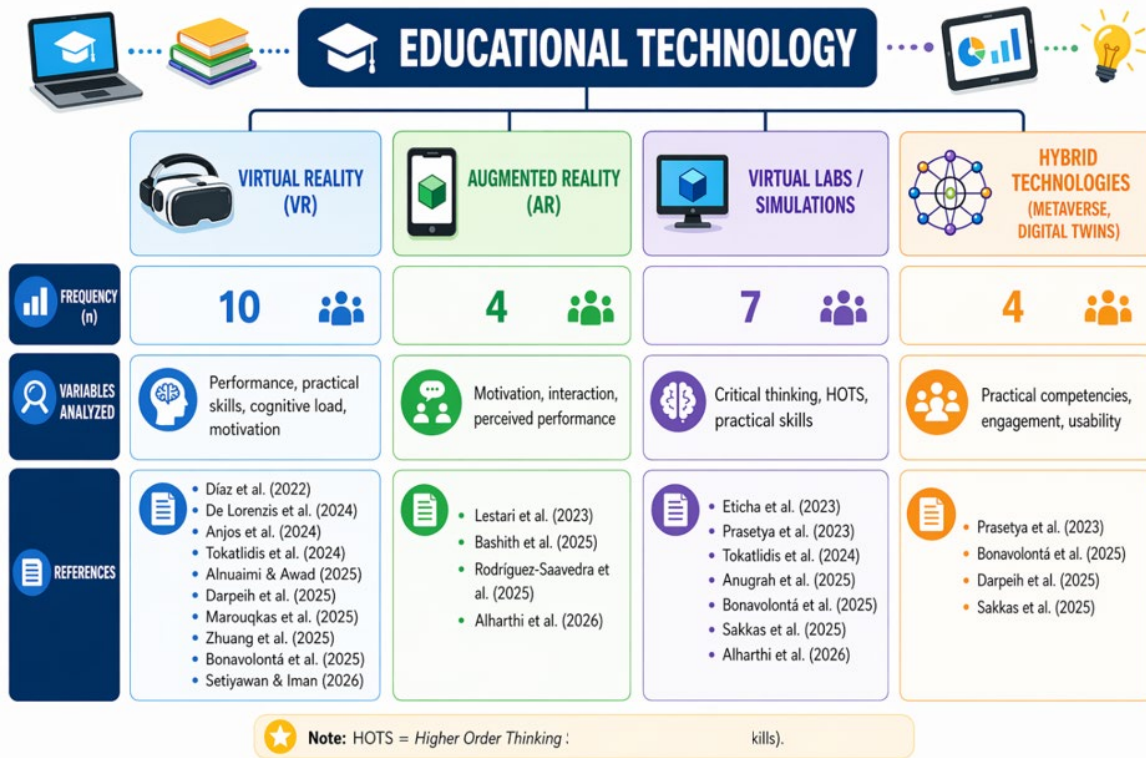 EDUCATIONAL TECHNOLOGY
VIRTUAL REALITY
(VR)
AUGMENTED REALITY
(AR)
VIRTUAL LABS /
SIMULATIONS
HYBRID
TECHNOLOGIES
(METAVERSE,
DIGITAL TWINS)
FREQUENCY
(n)
10
4
7
4
VARIABLES
ANALYZED
Performance, practical
skills, cognitive load,
motivation
Motivation, interaction,
perceived performance
Critical thinking, HOTS,
practical skills
Practical competencies,
engagement, usability
REFERENCES
• Díaz et al. (2022)
• De Lorenzis et al. (2024)
• Anjos et al. (2024)
• Tokatlidis et al. (2024)
• Alnuaimi & Awad (2025)
• Darpeih et al. (2025)
• Marouqkas et al. (2025)
• Zhuang et al. (2025)
• Bonavolontá et al. (2025)
• Setiyawan & Iman (2026)
• Lestari et al. (2023)
• Bashith et al. (2025)
• Rodríguez-Saavedra et
al. (2025)
• Alharthi et al. (2026)
• Eticha et al. (2023)
• Prasetya et al. (2023)
• Tokatlidis et al. (2024)
• Anugrah et al. (2025)
• Bonavolontá et al. (2025)
• Sakkas et al. (2025)
• Alharthi et al. (2026)
• Prasetya et al. (2023)
• Bonavolontá et al. (2025)
• Darpeih et al. (2025)
• Sakkas et al. (2025)
Note: HOTS = Higher Order Thinking kills).